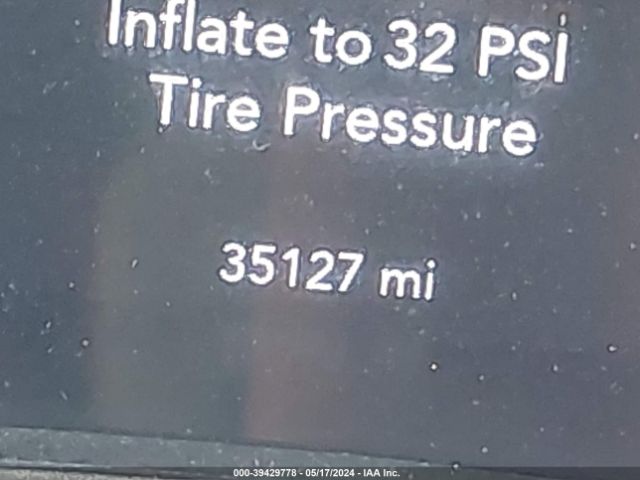 Inflate to 32 PSI
Tire Pressure
35127 mi
000-39429778 - 05/17/2024 - IAA Inc.